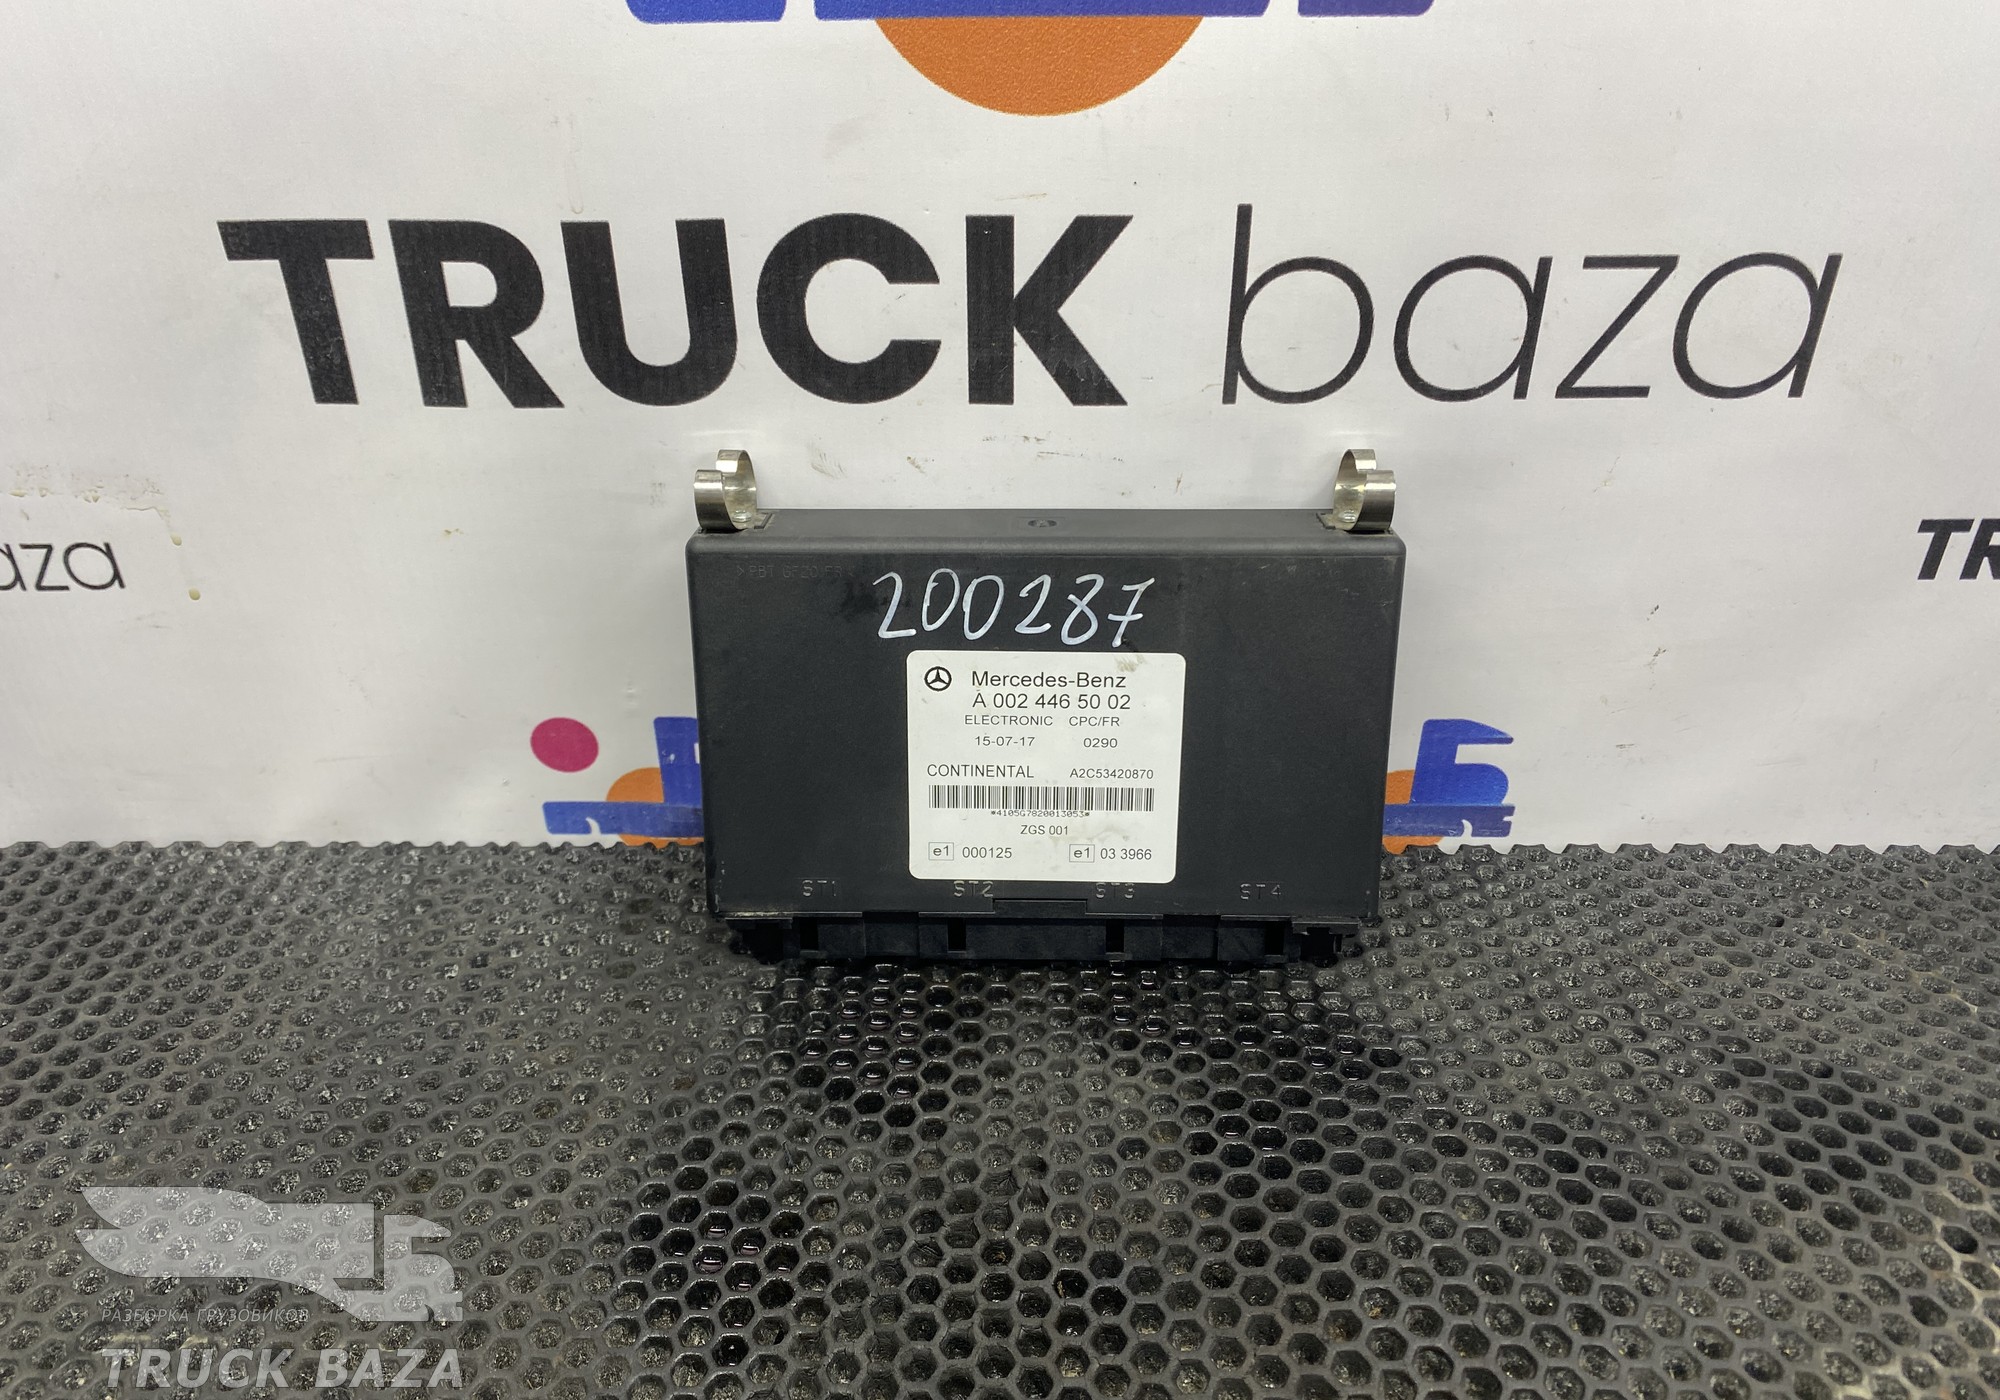 TRUCK baza
aza
TR
PBT GF20 FR
200287
Mercedes-Benz
A 002 446 50 02
ELECTRONIC CPC/FR
15-07-17 0290
CONTINENTAL A2C53420870
*4105G7820013053*
ZGS 001
e1 000125 e1 03 3966
ST1 ST2 ST3 ST4
РАЗБОРКА ГРУЗОВИКОВ
TRUCK BAZA